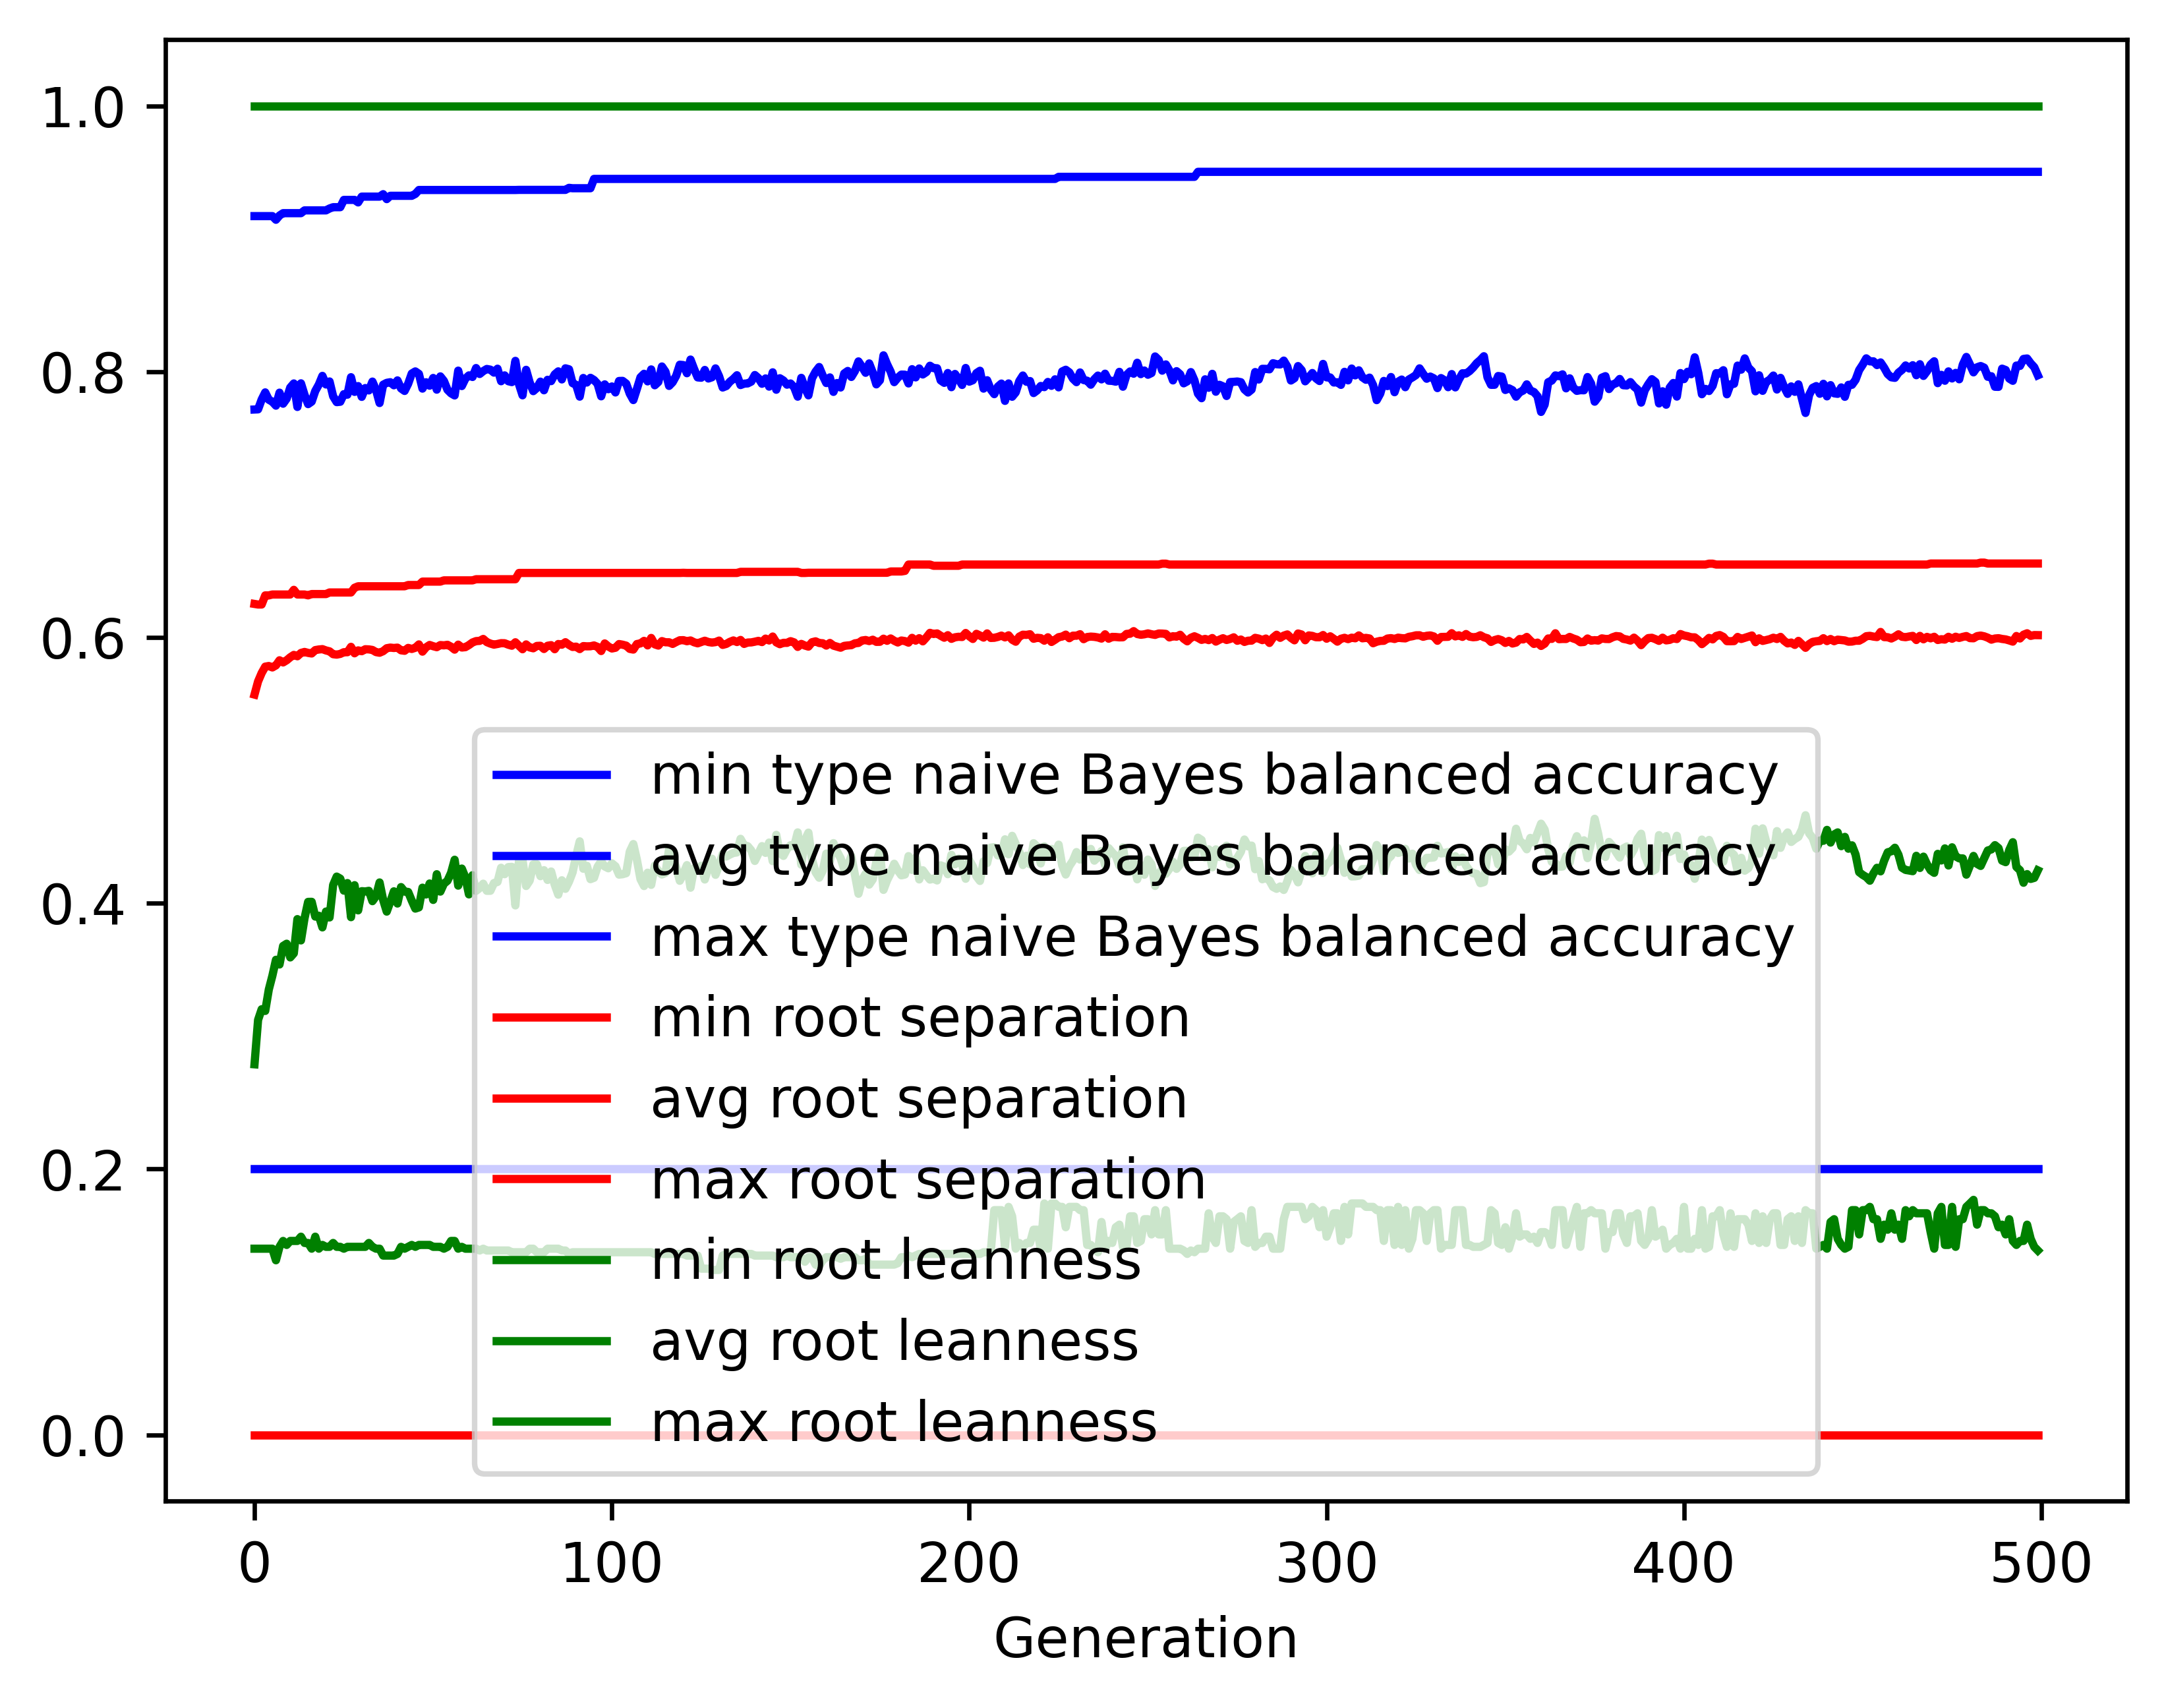 1.0
0.8
0.6
0.4
0.2
0.0
min type naive Bayes balanced accuracy
avg type naive Bayes balanced accuracy
max type naive Bayes balanced accuracy
min root separation
avg root separation
max root separation
min root leanness
avg root leanness
max root leanness
0 100 200 300 400 500
Generation